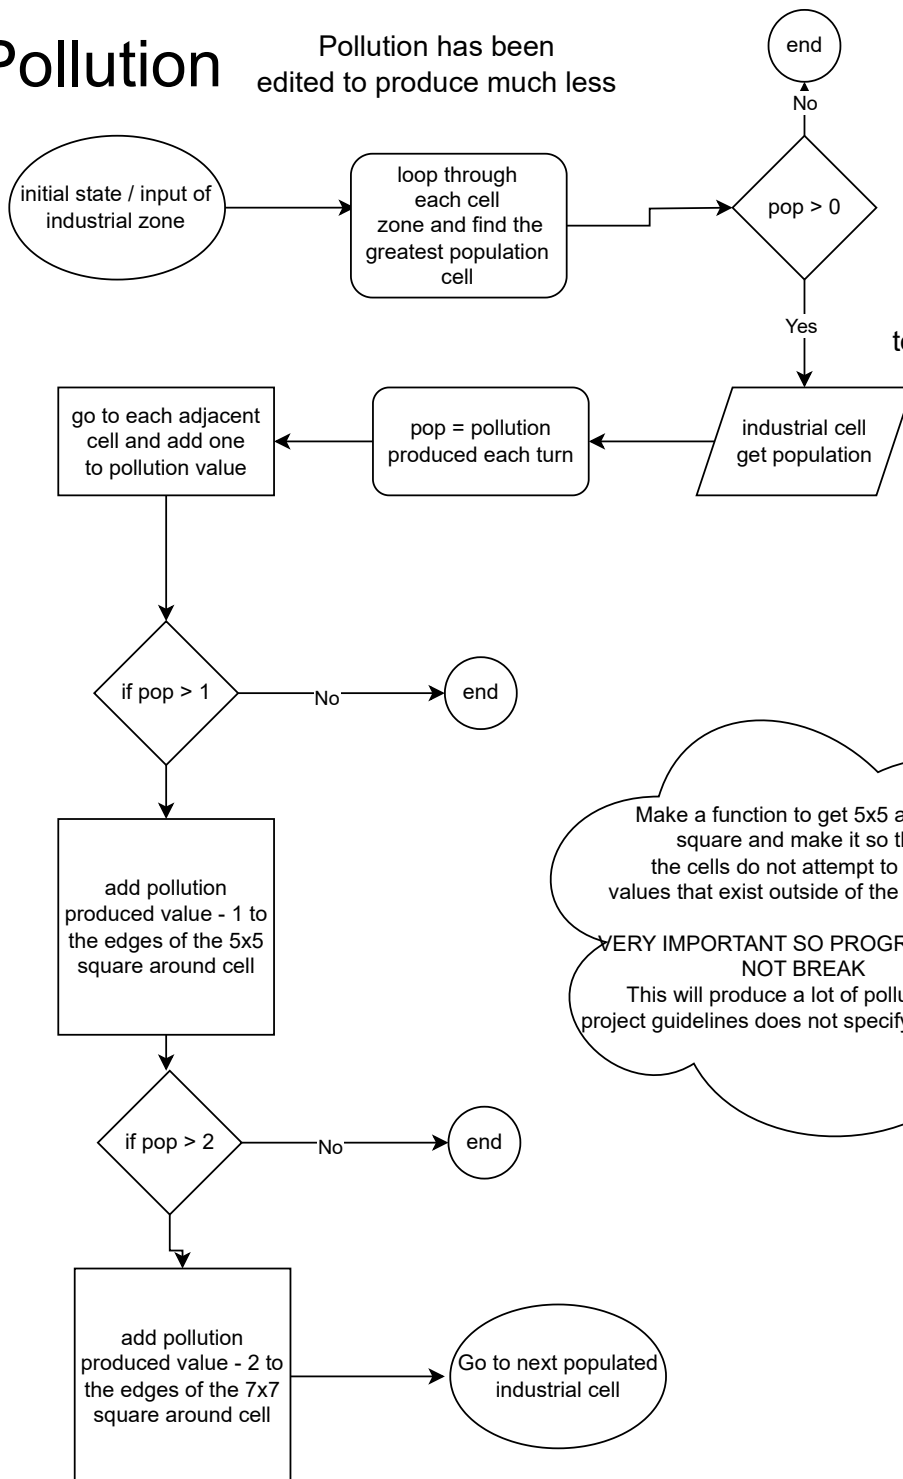 Pollution
Pollution has been
edited to produce much less
end
No
initial state / input of
industrial zone
loop through
each cell
zone and find the
greatest population
cell
pop > 0
Yes
go to each adjacent
cell and add one
to pollution value
pop = pollution
produced each turn
industrial cell
get population
if pop > 1
No
end
add pollution
produced value - 1 to
the edges of the 5x5
square around cell
Make a function to get 5x5
square and make it so
the cells do not attempt to
values that exist outside of the
VERY IMPORTANT SO
NOT BREAK
This will produce a lot of
project guidelines does not
if pop > 2
No
end
add pollution
produced value - 2 to
the edges of the 7x7
square around cell
Go to next populated
industrial cell